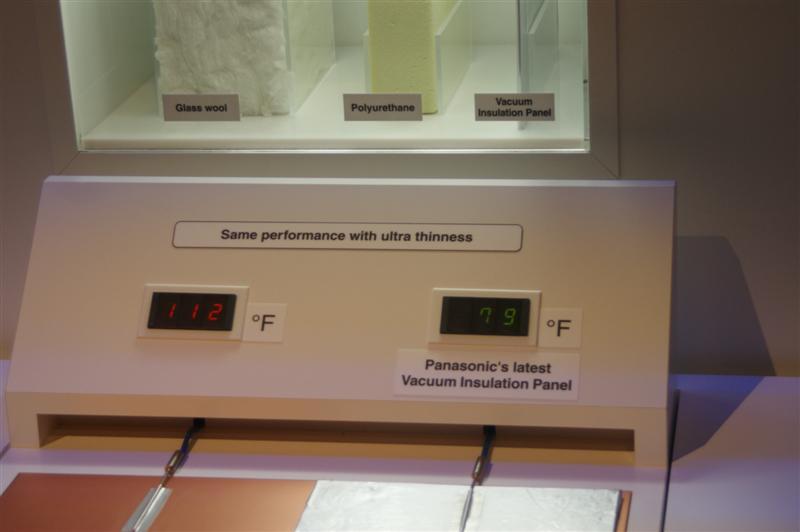 Glass wool
Polyurethane
Vacuum
Insulation Panel
Same performance with ultra thinness
112
°F
79
°F
Panasonic's latest
Vacuum Insulation Panel